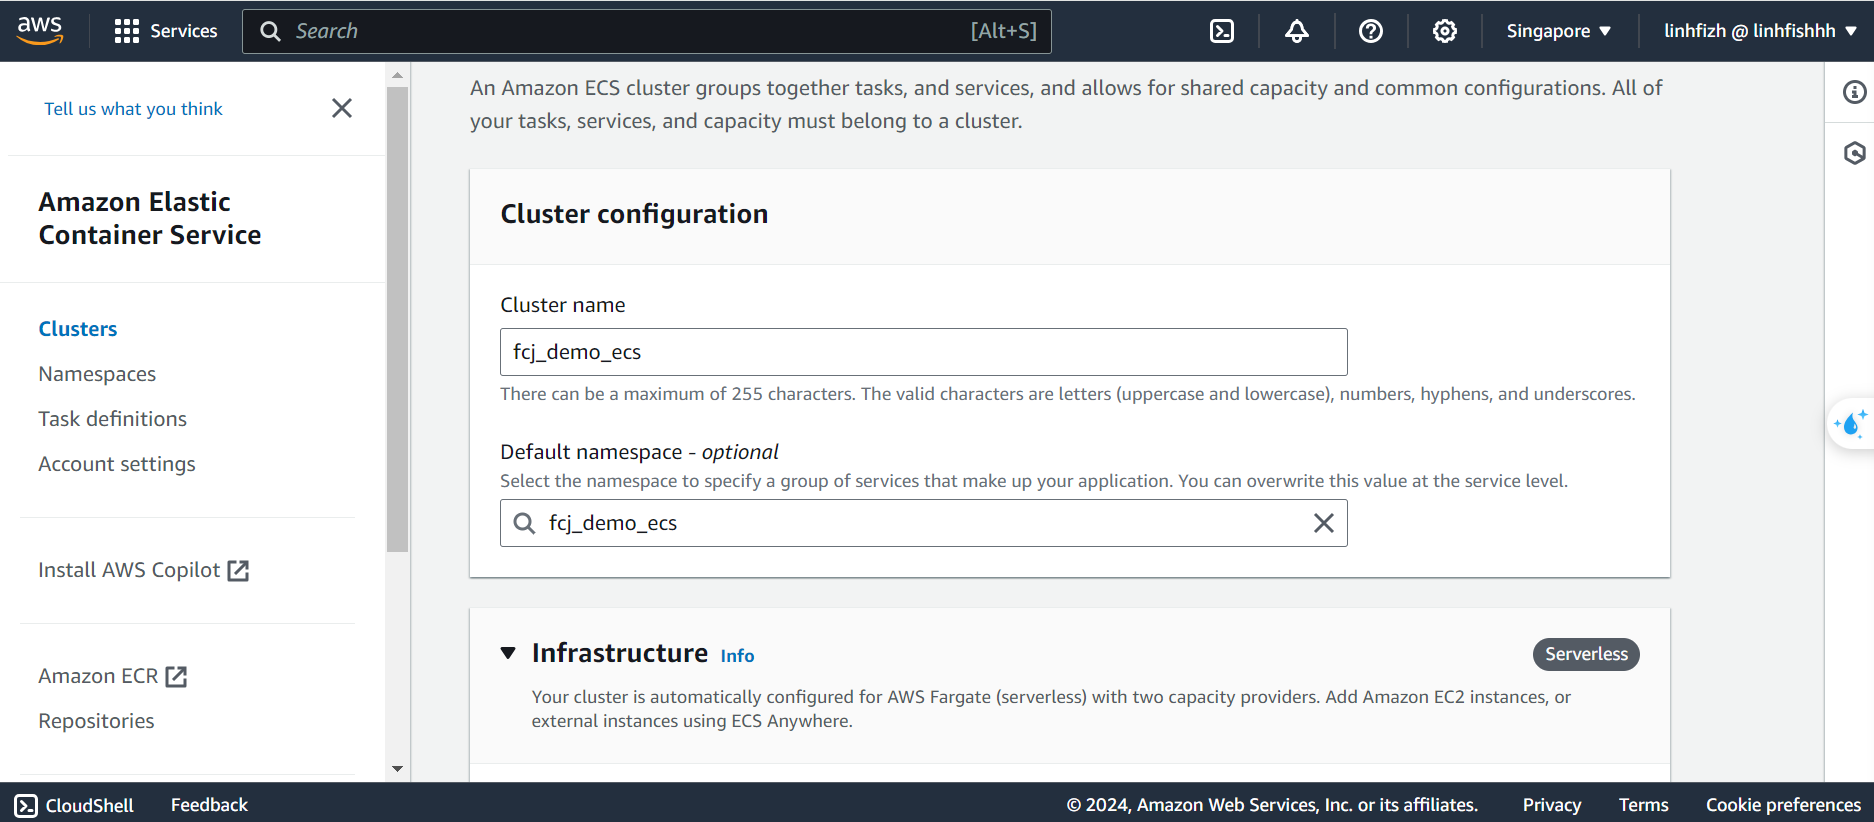 aws
Services
Search
[Alt+S]
Singapore
linhfizh @ linhfishhh
Tell us what you think
Amazon Elastic
Container Service
Clusters
Namespaces
Task definitions
Account settings
Install AWS Copilot
Amazon ECR
Repositories
An Amazon ECS cluster groups together tasks, and services, and allows for shared capacity and common configurations. All of
your tasks, services, and capacity must belong to a cluster.
Cluster configuration
Cluster name
fcj_demo_ecs
There can be a maximum of 255 characters. The valid characters are letters (uppercase and lowercase), numbers, hyphens, and underscores.
Default namespace - optional
Select the namespace to specify a group of services that make up your application. You can overwrite this value at the service level.
fcj_demo_ecs
Infrastructure Info
Serverless
Your cluster is automatically configured for AWS Fargate (serverless) with two capacity providers. Add Amazon EC2 instances, or
external instances using ECS Anywhere.
CloudShell
Feedback
© 2024, Amazon Web Services, Inc. or its affiliates.
Privacy
Terms
Cookie preferences